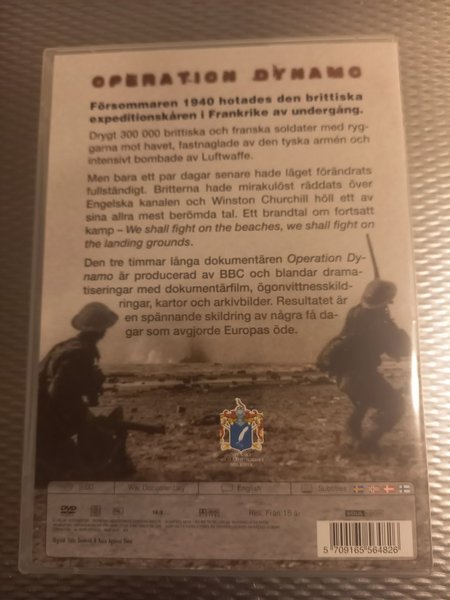 OPERATION DYNAMO
Försommaren 1940 hotades den brittiska
expeditionskåren i Frankrike av undergång.
Drygt 300 000 brittiska och franska soldater med ryg-
garna mot havet, fastnaglade av den tyska armén och
intensivt bombade av Luftwaffe.
Men bara ett par dagar senare hade läget förändrats
fullständigt. Britterna hade mirakulöst räddats över
Engelska kanalen och Winston Churchill höll ett av
sina allra mest berömda tal. Ett brandtal om fortsatt
kamp – We shall fight on the beaches, we shall fight on
the landing grounds.
Den tre timmar långa dokumentären Operation Dy-
namo är producerad av BBC och blandar drama-
tiseringar med dokumentärfilm, ögonvittnesskild-
ringar, kartor och arkivbilder. Resultatet är
en spännande skildring av några få da-
gar som avgjorde Europas öde.
English
Subtitles
DVD
Rek. Från 15 år
5 709165 564826